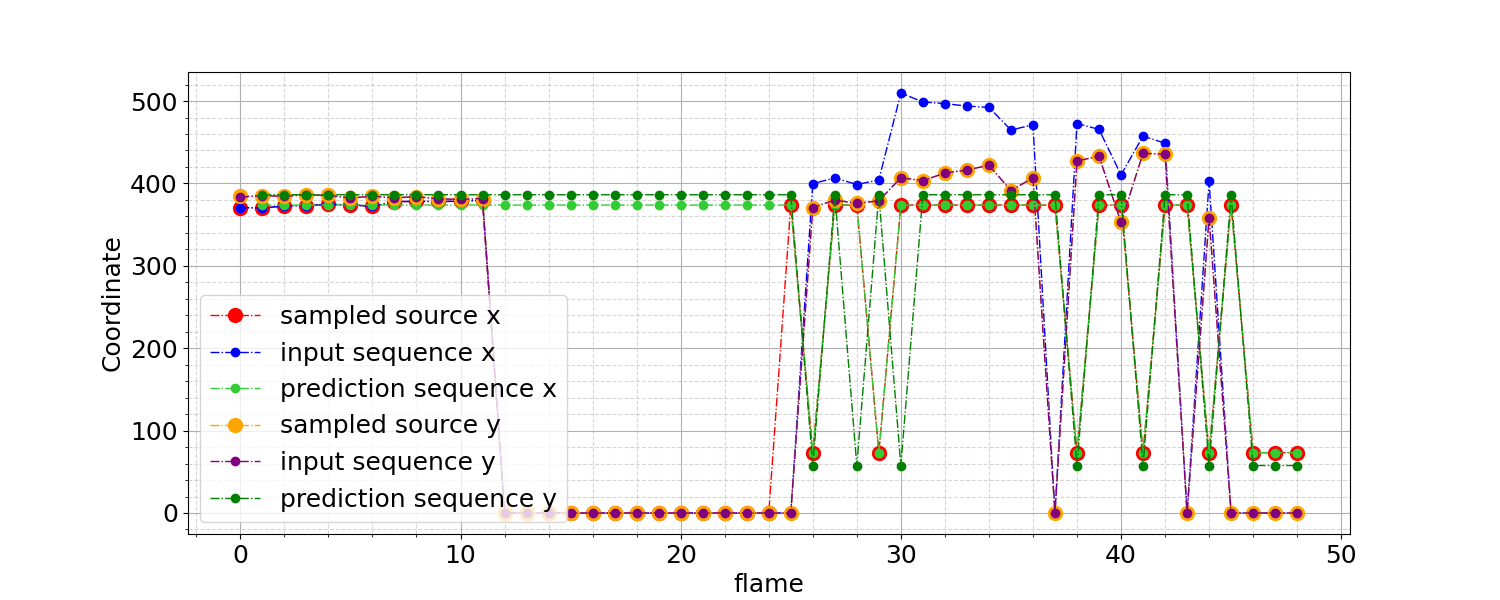 500
400
300
200
100
0
Coordinate
sampled source x
input sequence x
prediction sequence x
sampled source y
input sequence y
prediction sequence y
0 10 20 30 40 50
flame